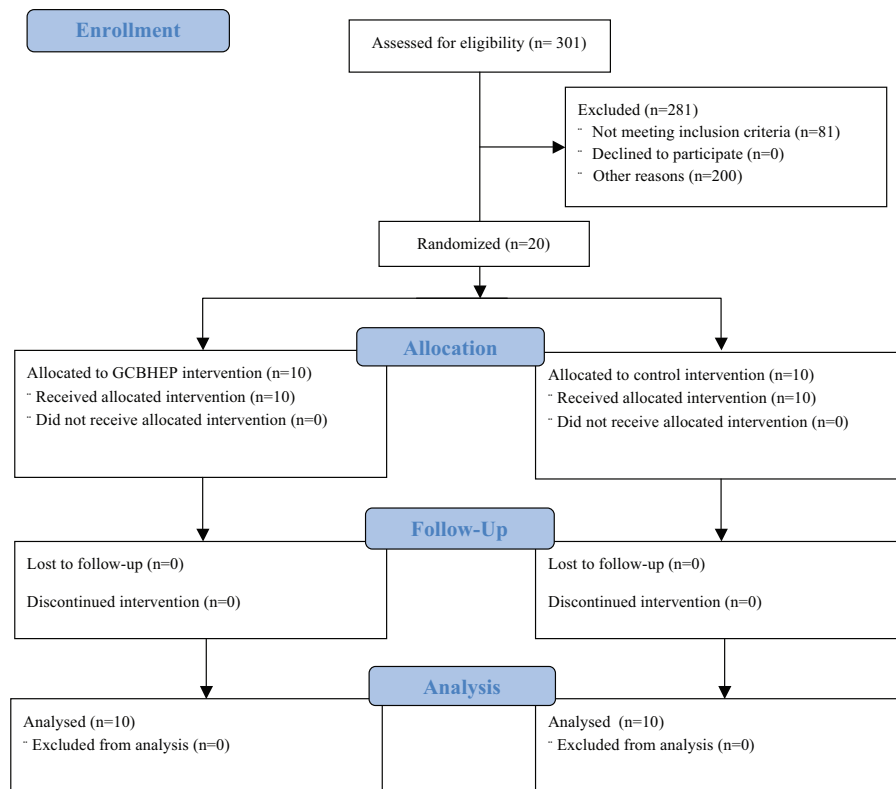 Enrollment
Assessed for eligibility (n= 301)
Excluded (n=281)
¨ Not meeting inclusion criteria (n=81)
¨ Declined to participate (n=0)
¨ Other reasons (n=200)
Randomized (n=20)
Allocation
Allocated to GCBHEP intervention (n=10)
¨ Received allocated intervention (n=10)
¨ Did not receive allocated intervention (n=0)
Allocated to control intervention (n=10)
¨ Received allocated intervention (n=10)
¨ Did not receive allocated intervention (n=0)
Follow-Up
Lost to follow-up (n=0)
Discontinued intervention (n=0)
Lost to follow-up (n=0)
Discontinued intervention (n=0)
Analysis
Analysed (n=10)
¨ Excluded from analysis (n=0)
Analysed (n=10)
¨ Excluded from analysis (n=0)